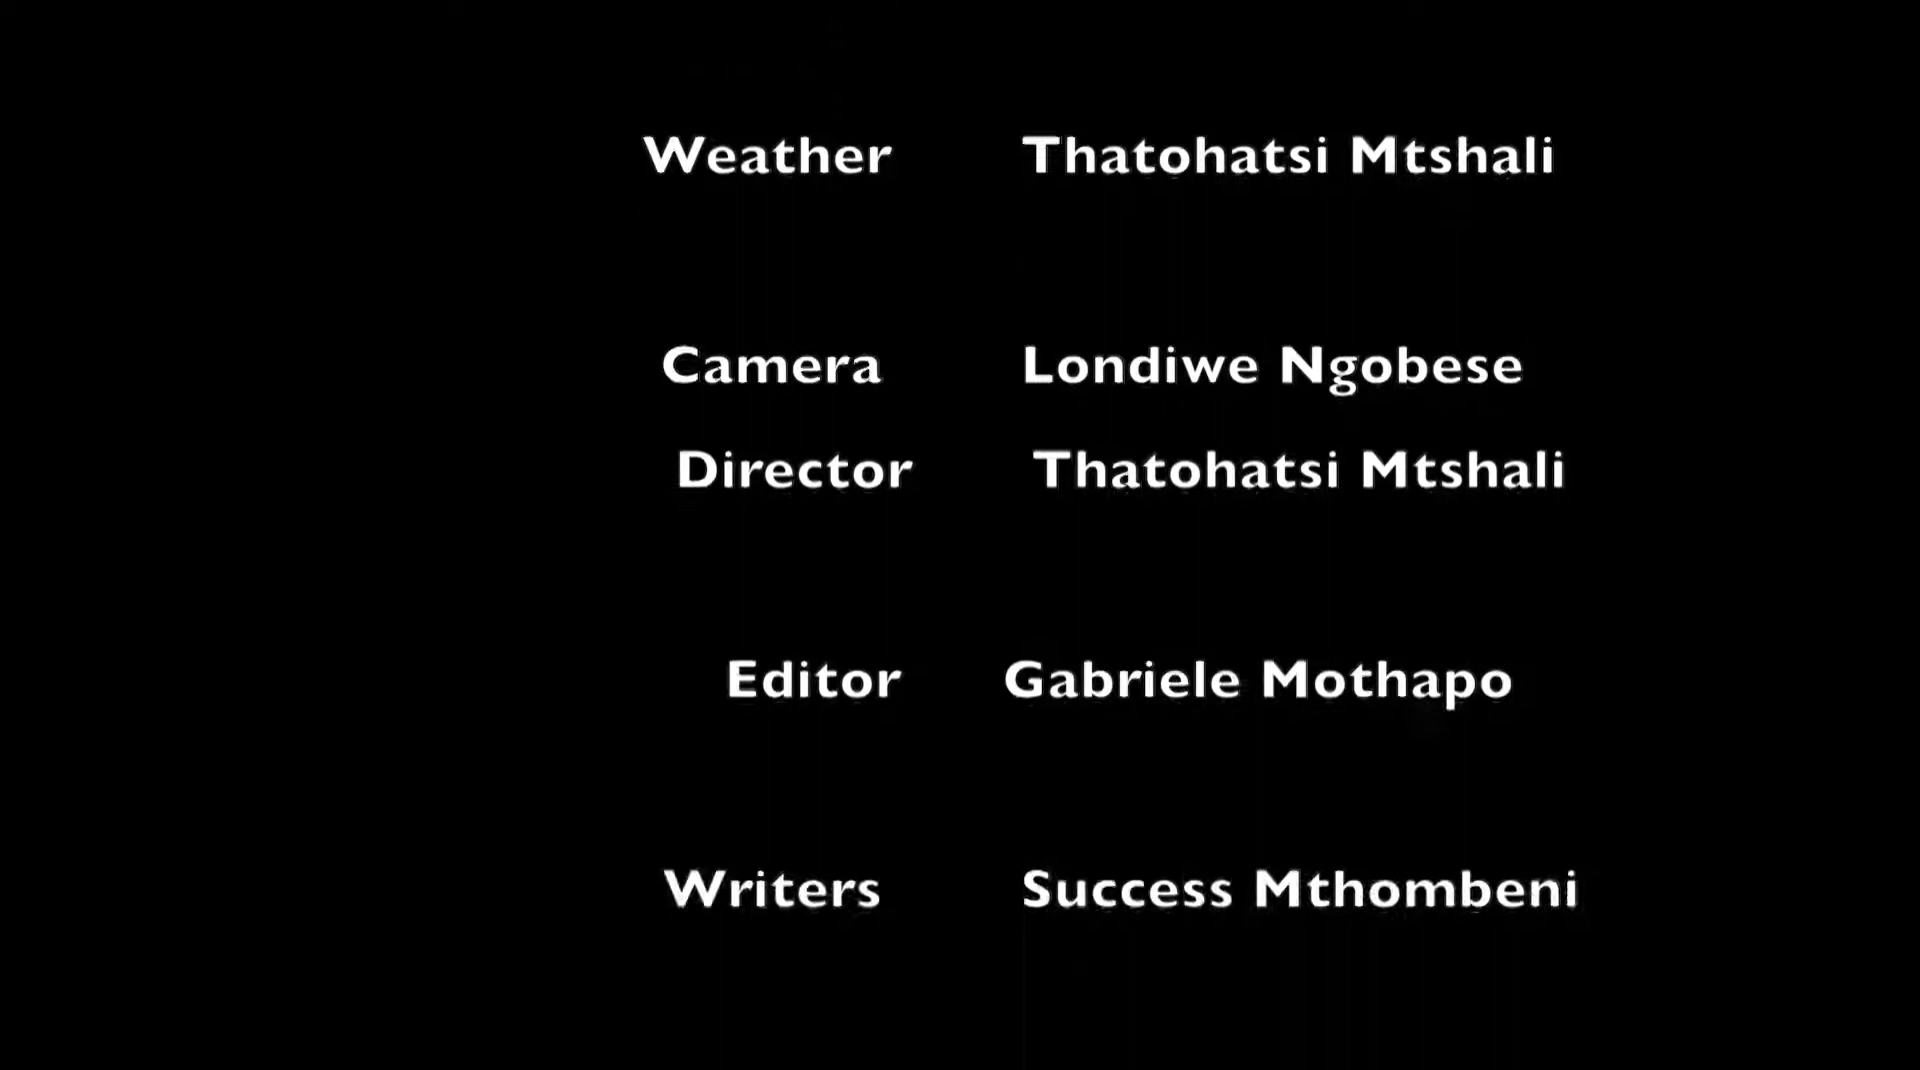 Weather Thatohatsi Mtshali
Camera Londiwe Ngobese
Director Thatohatsi Mtshali
Editor Gabriele Mothapo
Writers Success Mthombeni